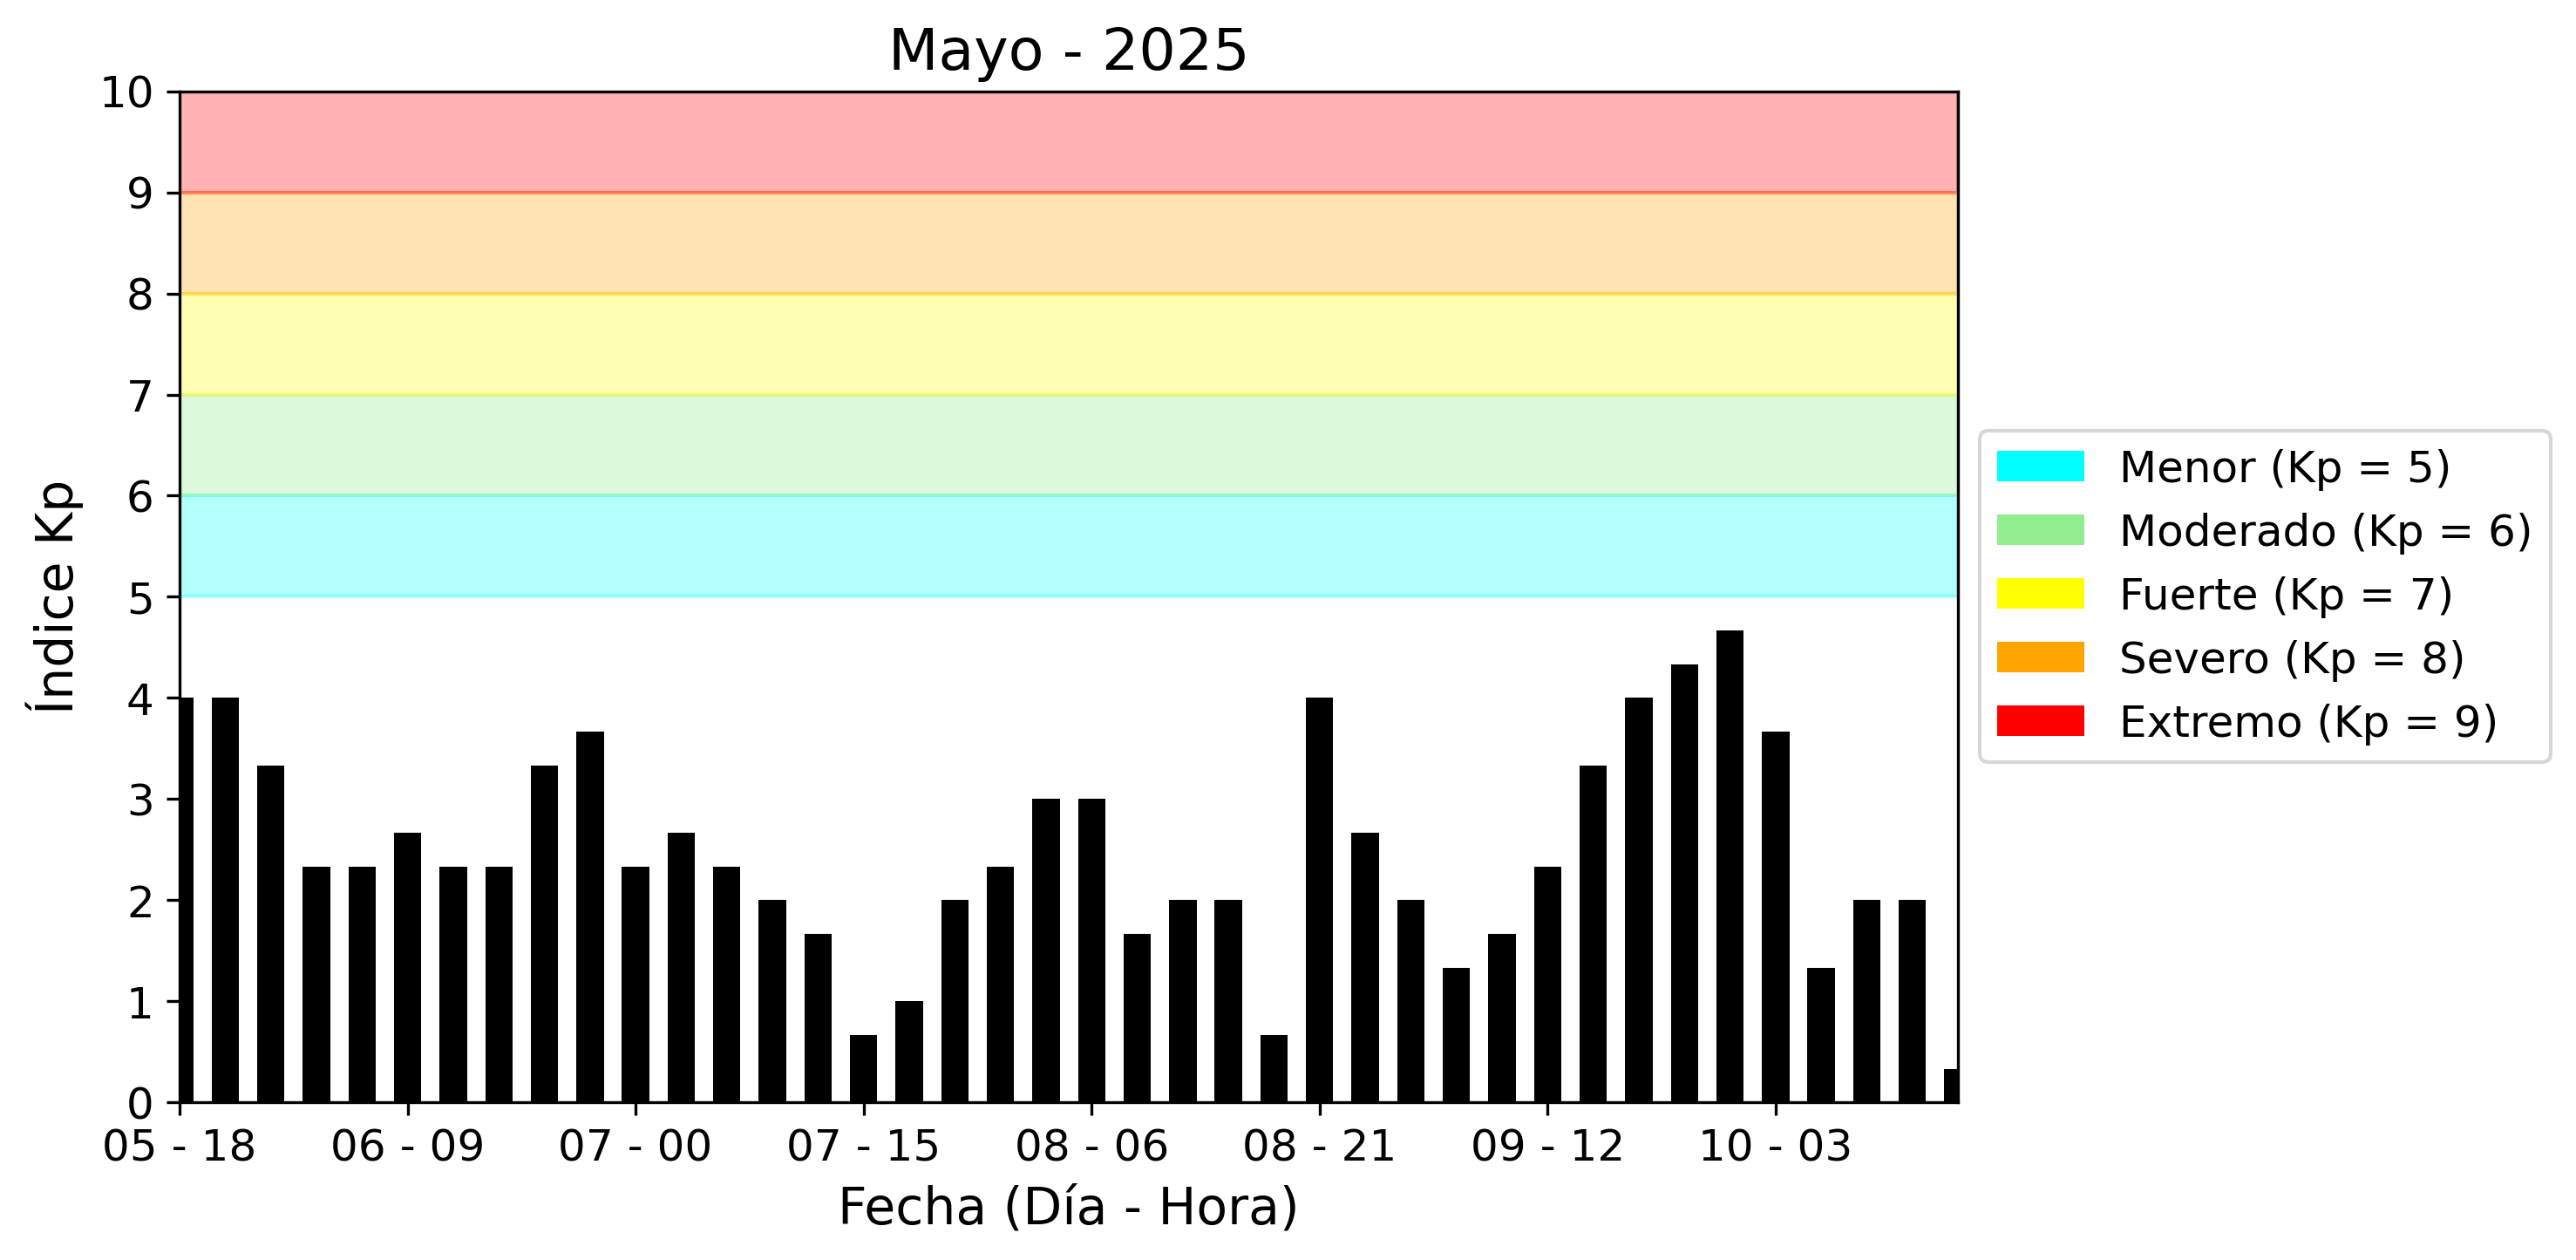 Mayo - 2025
10
9
8
7
6
5
4
3
2
1
0
Índice Kp
05 - 18 06 - 09 07 - 00 07 - 15 08 - 06 08 - 21 09 - 12 10 - 03
Fecha (Día - Hora)
Menor (Kp = 5)
Moderado (Kp = 6)
Fuerte (Kp = 7)
Severo (Kp = 8)
Extremo (Kp = 9)